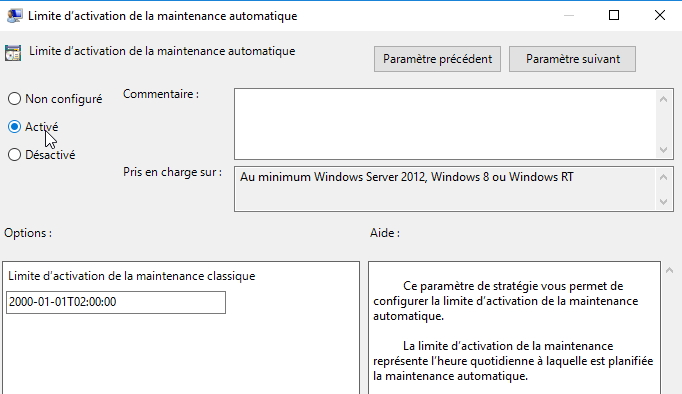 Limite d'activation de la maintenance automatique
Limite d'activation de la maintenance automatique
Paramètre précédent
Paramètre suivant
Non configuré
Commentaire :
Activé
Désactivé
Pris en charge sur :
Au minimum Windows Server 2012, Windows 8 ou Windows RT
Options :
Aide :
Limite d'activation de la maintenance classique
2000-01-01T02:00:00
Ce paramètre de stratégie vous permet de
configurer la limite d'activation de la maintenance
automatique.
La limite d'activation de la maintenance
représente l'heure quotidienne à laquelle est planifiée
la maintenance automatique.